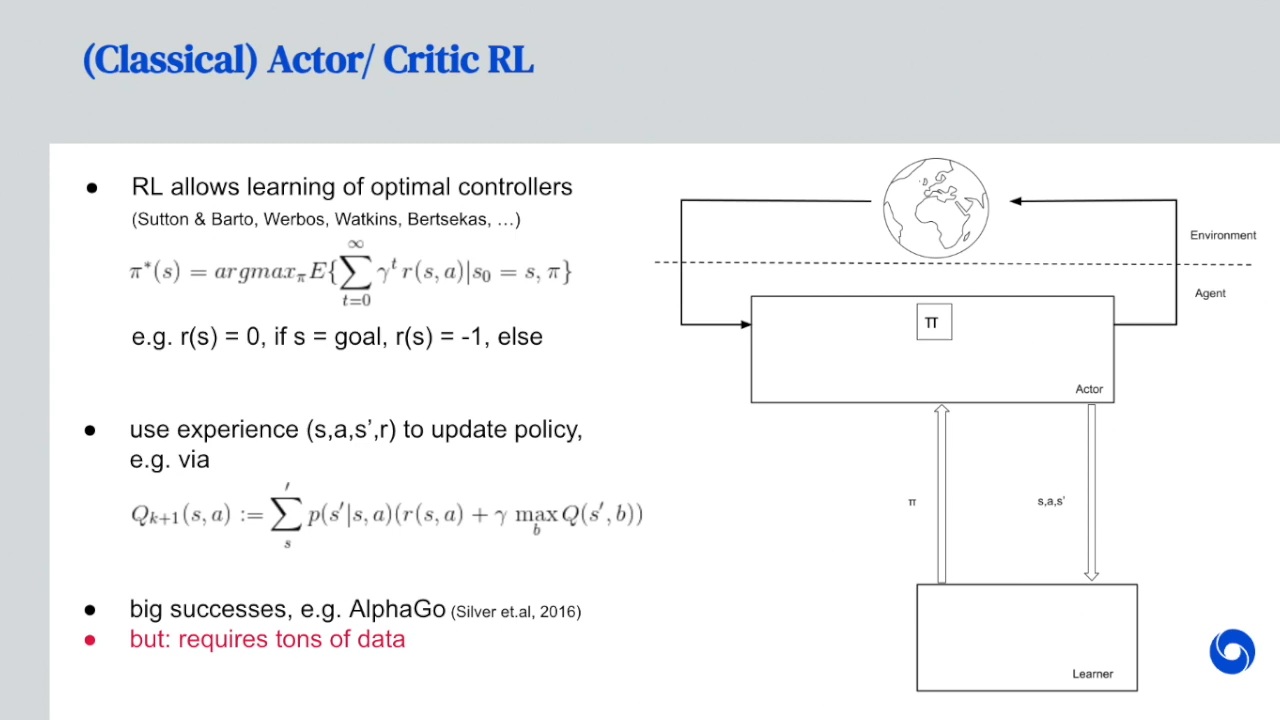 (Classical) Actor/ Critic RL
● RL allows learning of optimal controllers
(Sutton & Barto, Werbos, Watkins, Bertsekas, …)
π*(s) = argmax_π E{∑_{t=0}^{∞} γ^t r(s, a)|s_0 = s, π}
e.g. r(s) = 0, if s = goal, r(s) = -1, else
● use experience (s,a,s’,r) to update policy,
e.g. via
Q_{k+1}(s, a) := ∑_{s}^{′} p(s′|s, a)(r(s, a) + γ max_b Q(s′, b))
● big successes, e.g. AlphaGo (Silver et.al, 2016)
● but: requires tons of data
Environment
Agent
π
Actor
π
s,a,s'
Learner